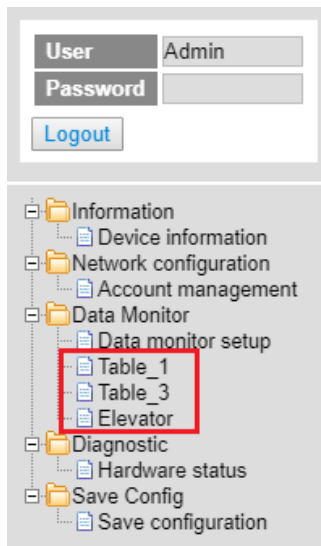 User Admin
Password
Logout
Information
Device information
Network configuration
Account management
Data Monitor
Data monitor setup
Table_1
Table_3
Elevator
Diagnostic
Hardware status
Save Config
Save configuration